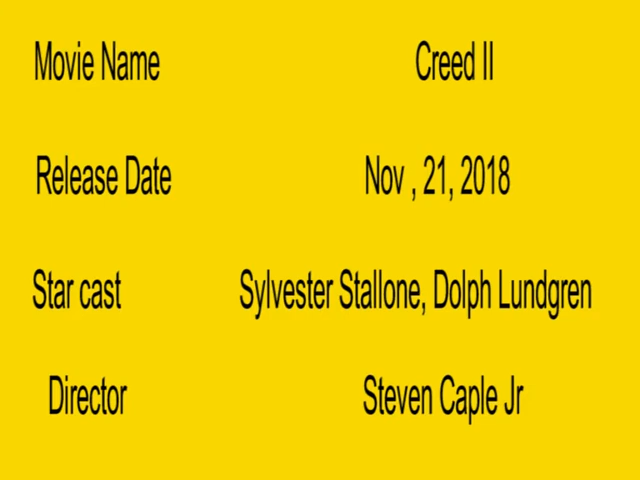 Movie Name Creed II
Release Date Nov , 21, 2018
Star cast Sylvester Stallone, Dolph Lundgren
Director Steven Caple Jr